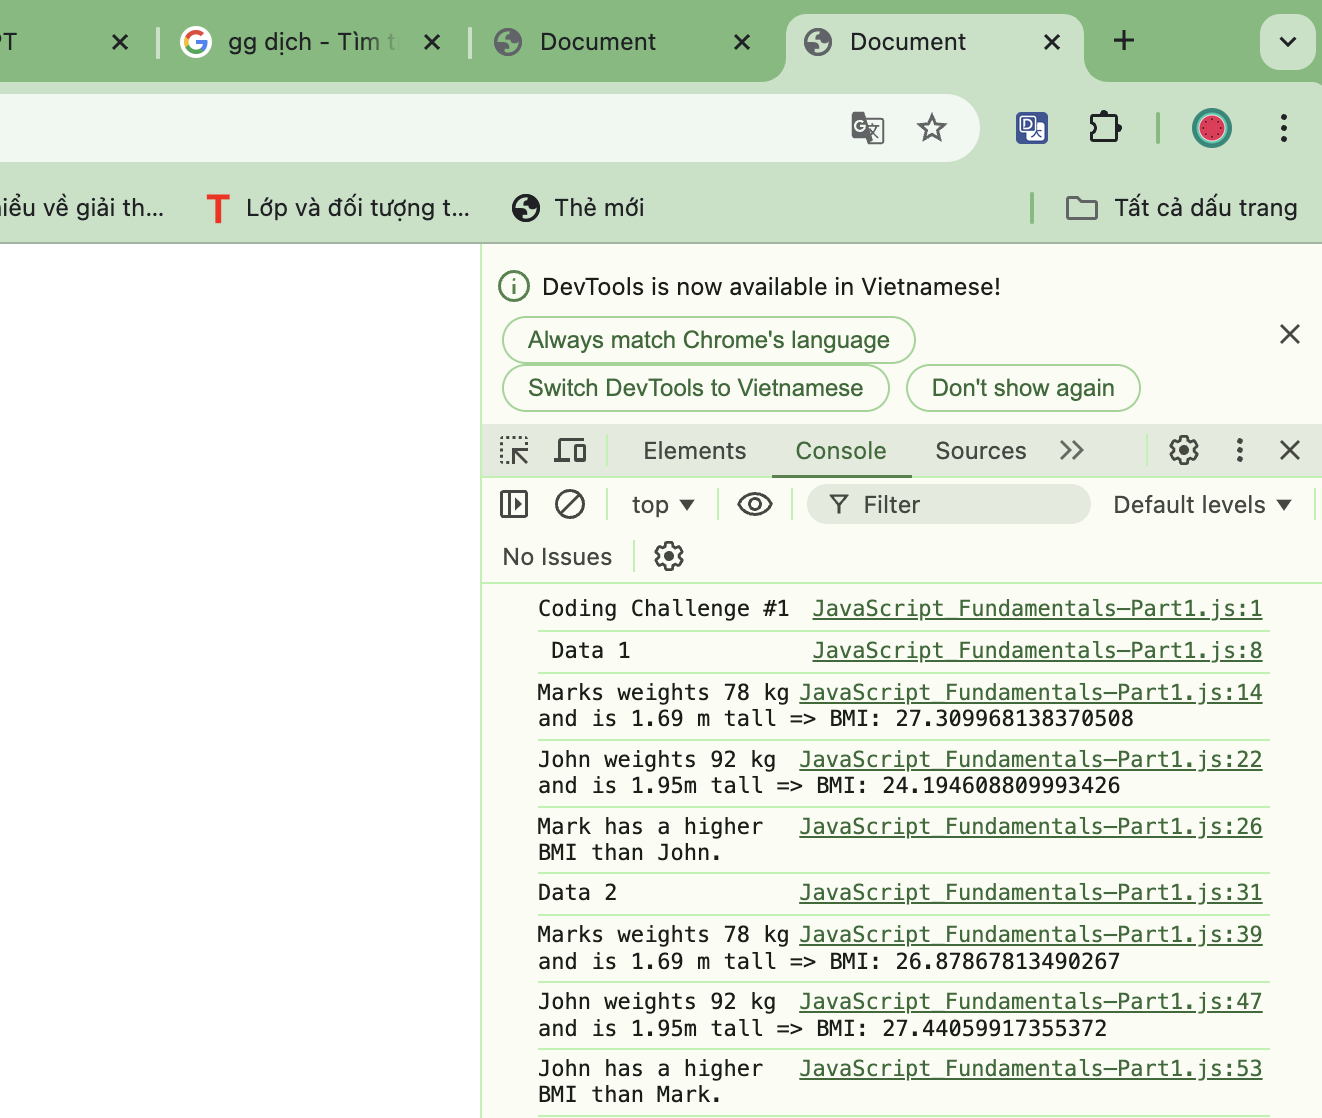 PT
gg dịch - Tìm t
Document
Document
iểu về giải th...
Lớp và đối tượng t...
Thẻ mới
Tất cả dấu trang
DevTools is now available in Vietnamese!
Always match Chrome's language
Switch DevTools to Vietnamese
Don't show again
Elements
Console
Sources
top
Filter
Default levels
No Issues
Coding Challenge #1 JavaScript_Fundamentals–Part1.js:1
Data 1 JavaScript_Fundamentals–Part1.js:8
Marks weights 78 kg JavaScript_Fundamentals–Part1.js:14
and is 1.69 m tall => BMI: 27.309968138370508
John weights 92 kg JavaScript_Fundamentals–Part1.js:22
and is 1.95m tall => BMI: 24.194608809993426
Mark has a higher JavaScript_Fundamentals–Part1.js:26
BMI than John.
Data 2 JavaScript_Fundamentals–Part1.js:31
Marks weights 78 kg JavaScript_Fundamentals–Part1.js:39
and is 1.69 m tall => BMI: 26.87867813490267
John weights 92 kg JavaScript_Fundamentals–Part1.js:47
and is 1.95m tall => BMI: 27.44059917355372
John has a higher JavaScript_Fundamentals–Part1.js:53
BMI than Mark.